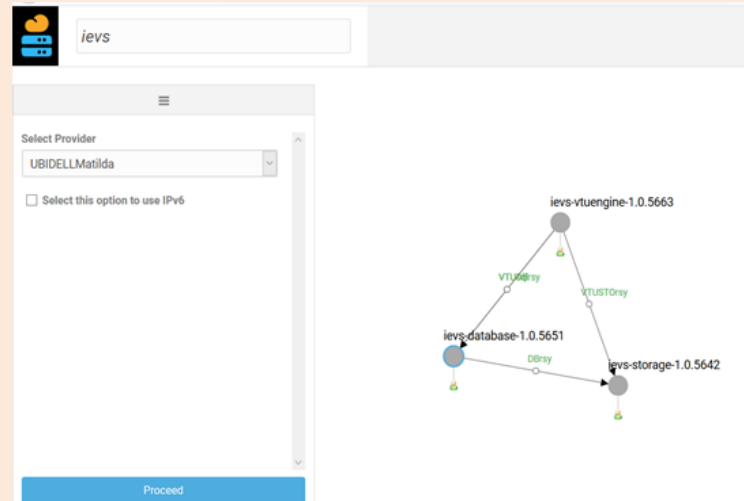 ievs
Select Provider
UBIDELLMatilda
Select this option to use IPv6
Proceed
ievs-vtuengine-1.0.5663
VTUSTOrsy
ievs-database-1.0.5651
DBrsy
ievs-storage-1.0.5642